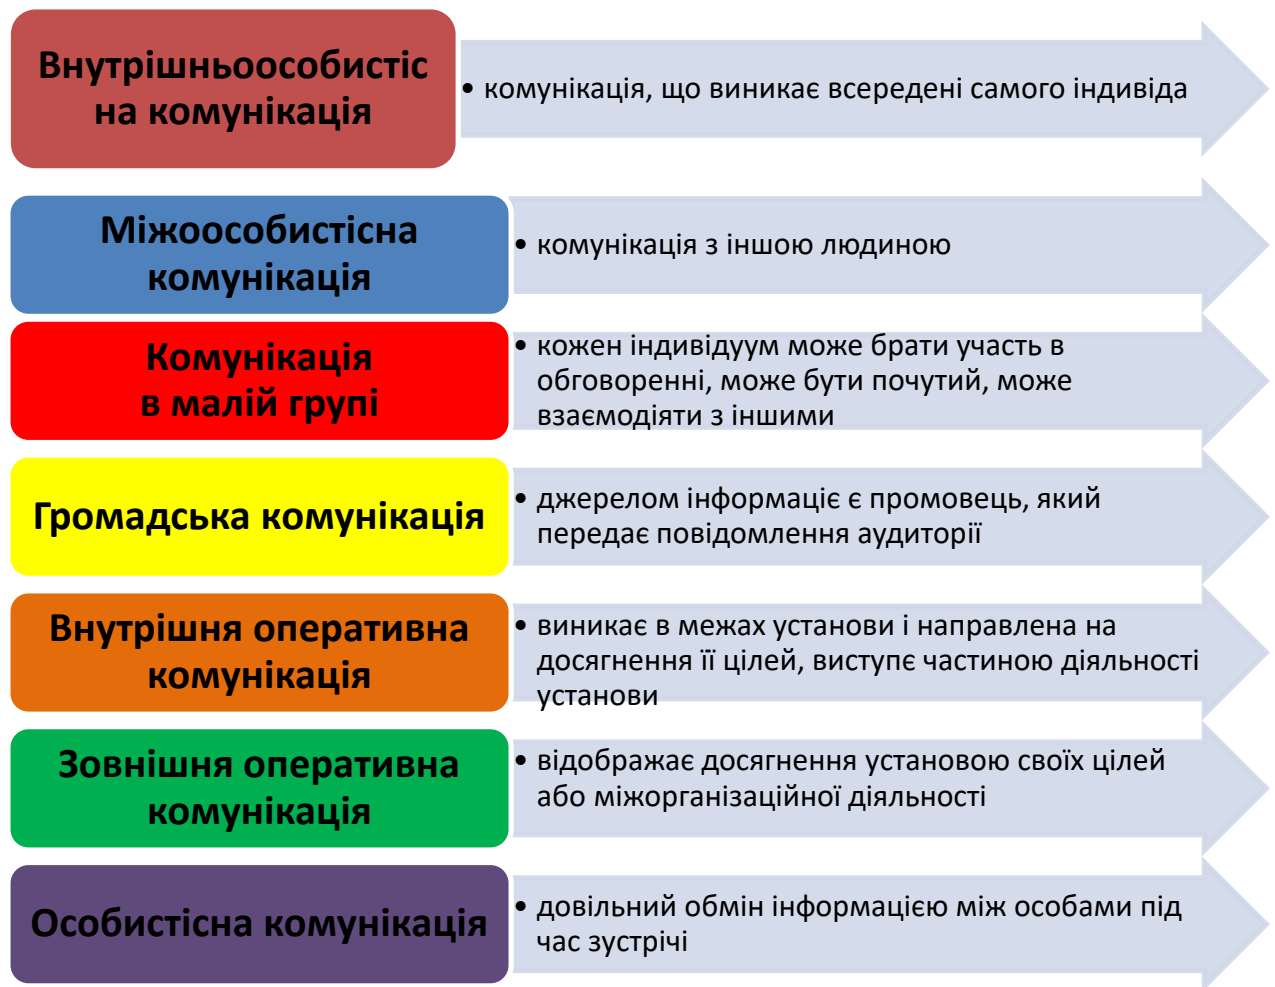 Внутрішньоособистіс
на комунікація
• комунікація, що виникає всередені самого індивіда
Міжоособистісна
комунікація
• комунікація з іншою людиною
Комунікація
в малій групі
• кожен індивідуум може брати участь в
обговоренні, може бути почутий, може
взаємодіяти з іншими
Громадська комунікація
• джерелом інформаціє є промовець, який
передає повідомлення аудиторії
Внутрішня оперативна
комунікація
• виникає в межах установи і направлена на
досягнення її цілей, виступє частиною діяльності
установи
Зовнішня оперативна
комунікація
• відображає досягнення установою своїх цілей
або міжорганізаційної діяльності
Особистісна комунікація
• довільний обмін інформацією між особами під
час зустрічі